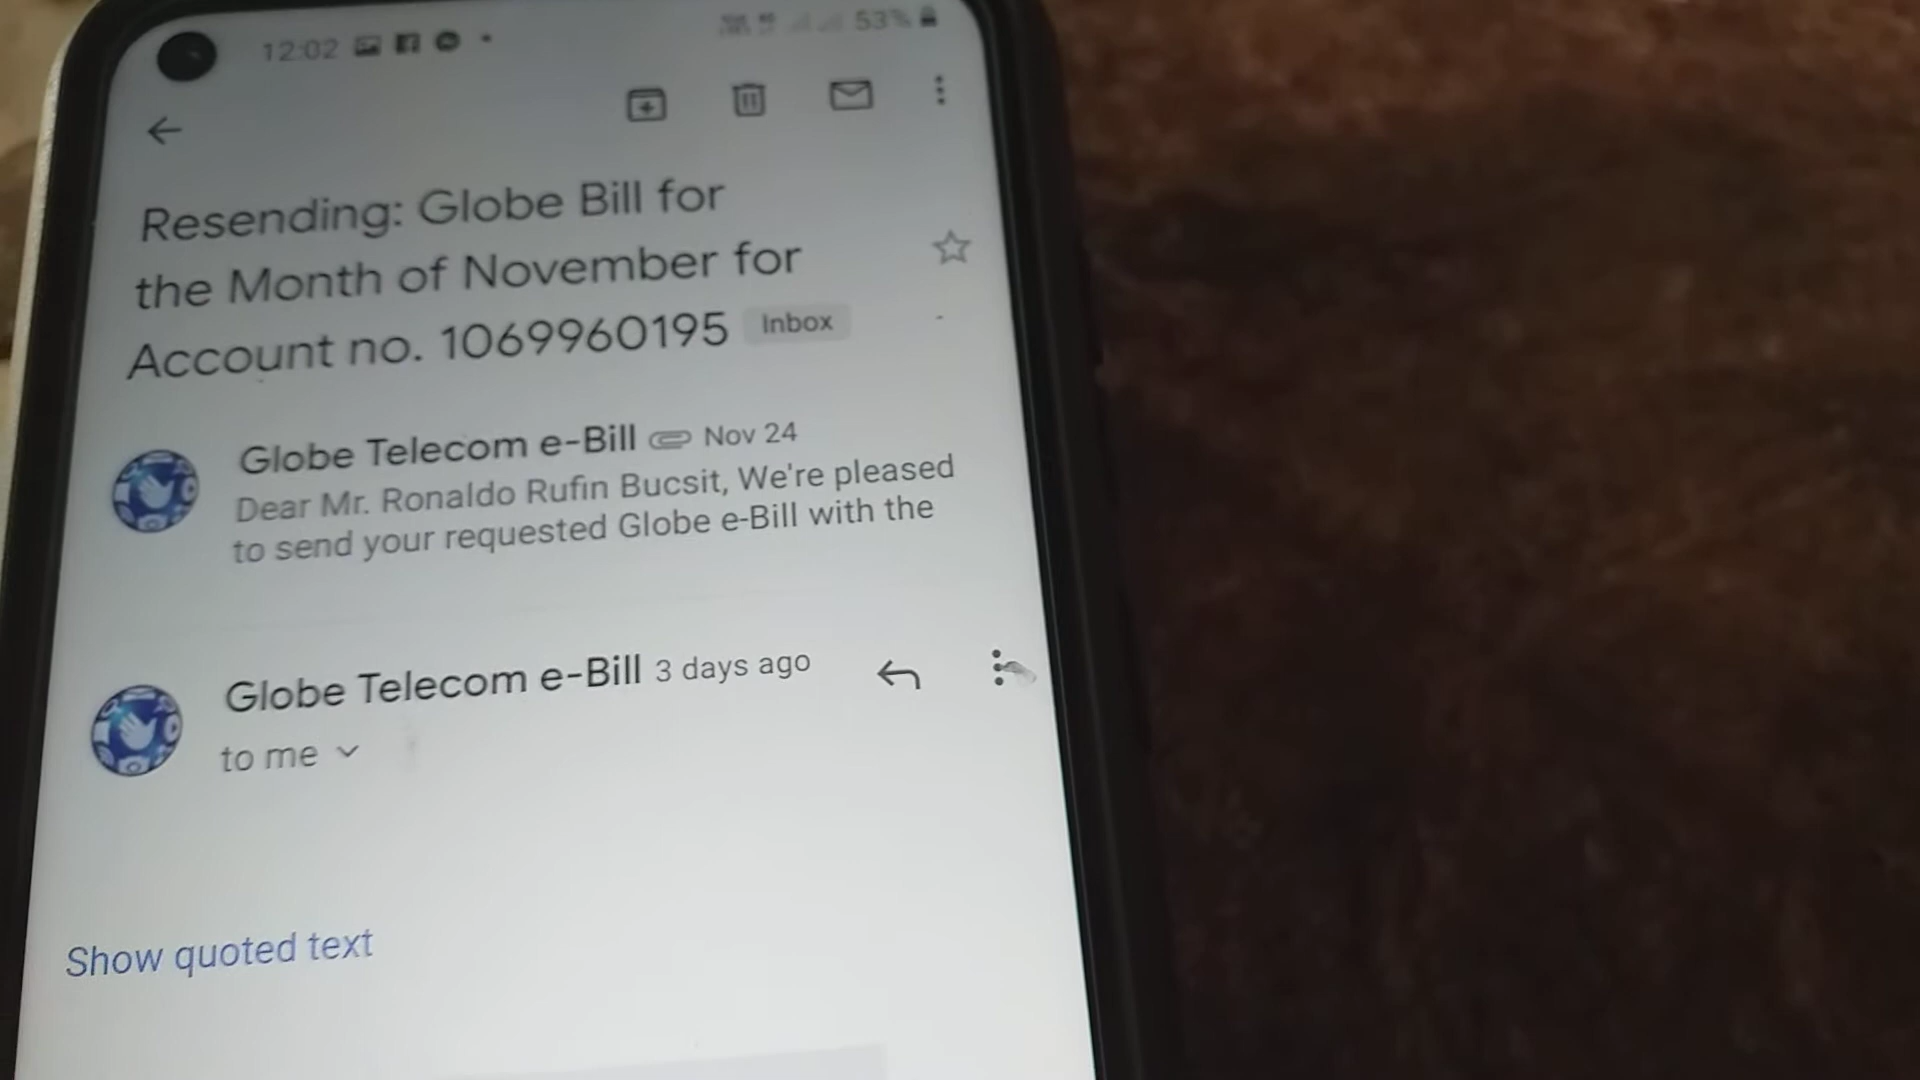 12:02
53%
Resending: Globe Bill for
the Month of November for
Account no. 1069960195 Inbox
Globe Telecom e-Bill Nov 24
Dear Mr. Ronaldo Rufin Bucsit, We're pleased
to send your requested Globe e-Bill with the
Globe Telecom e-Bill 3 days ago
to me
Show quoted text